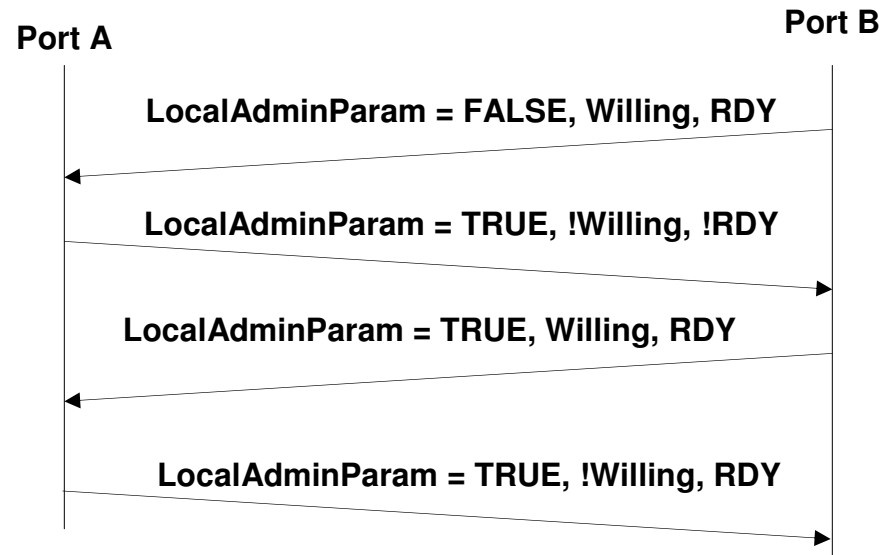 Port A
Port B
LocalAdminParam = FALSE, Willing, RDY
LocalAdminParam = TRUE, !Willing, !RDY
LocalAdminParam = TRUE, Willing, RDY
LocalAdminParam = TRUE, !Willing, RDY